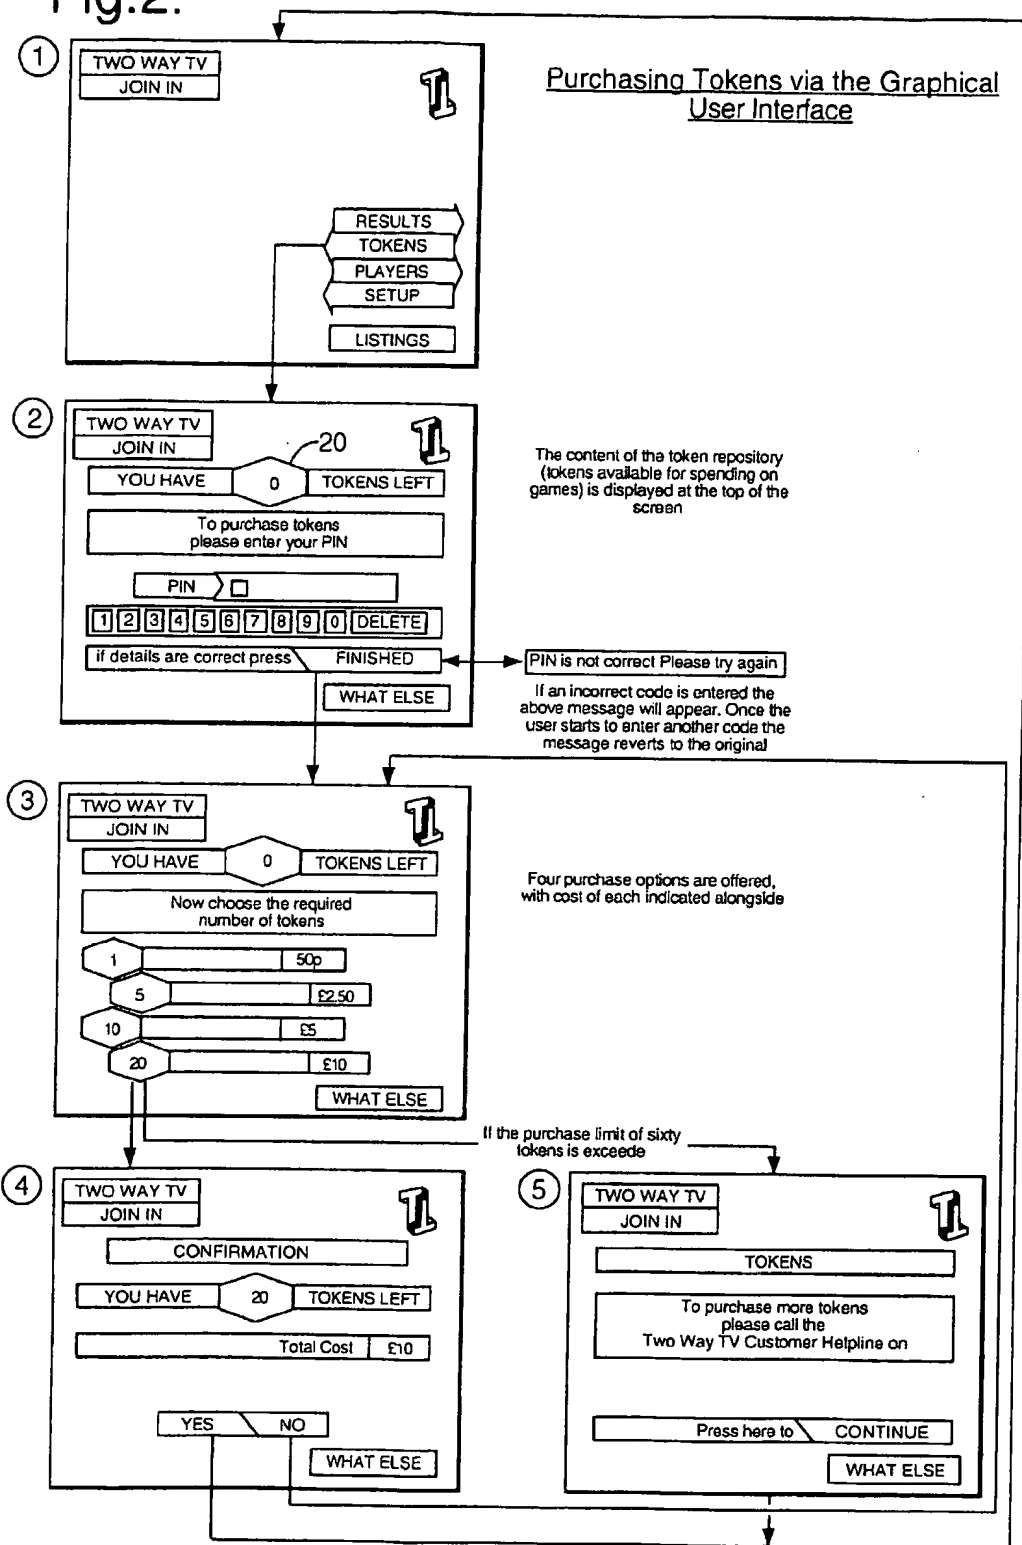 Fig.2.
Purchasing Tokens via the Graphical
User Interface
1
TWO WAY TV
JOIN IN
RESULTS
TOKENS
PLAYERS
SETUP
LISTINGS
2
TWO WAY TV
JOIN IN
20
YOU HAVE 0 TOKENS LEFT
To purchase tokens
please enter your PIN
PIN
1 2 3 4 5 6 7 8 9 0 DELETE
if details are correct press FINISHED
WHAT ELSE
The content of the token repository
(tokens available for spending on
games) is displayed at the top of the
screen
PIN is not correct Please try again
If an incorrect code is entered the
above message will appear. Once the
user starts to enter another code the
message reverts to the original
3
TWO WAY TV
JOIN IN
YOU HAVE 0 TOKENS LEFT
Now choose the required
number of tokens
1 50p
5 £2.50
10 £5
20 £10
WHAT ELSE
Four purchase options are offered,
with cost of each indicated alongside
If the purchase limit of sixty
tokens is exceede
4
TWO WAY TV
JOIN IN
CONFIRMATION
YOU HAVE 20 TOKENS LEFT
Total Cost £10
YES NO
WHAT ELSE
5
TWO WAY TV
JOIN IN
TOKENS
To purchase more tokens
please call the
Two Way TV Customer Helpline on
Press here to CONTINUE
WHAT ELSE